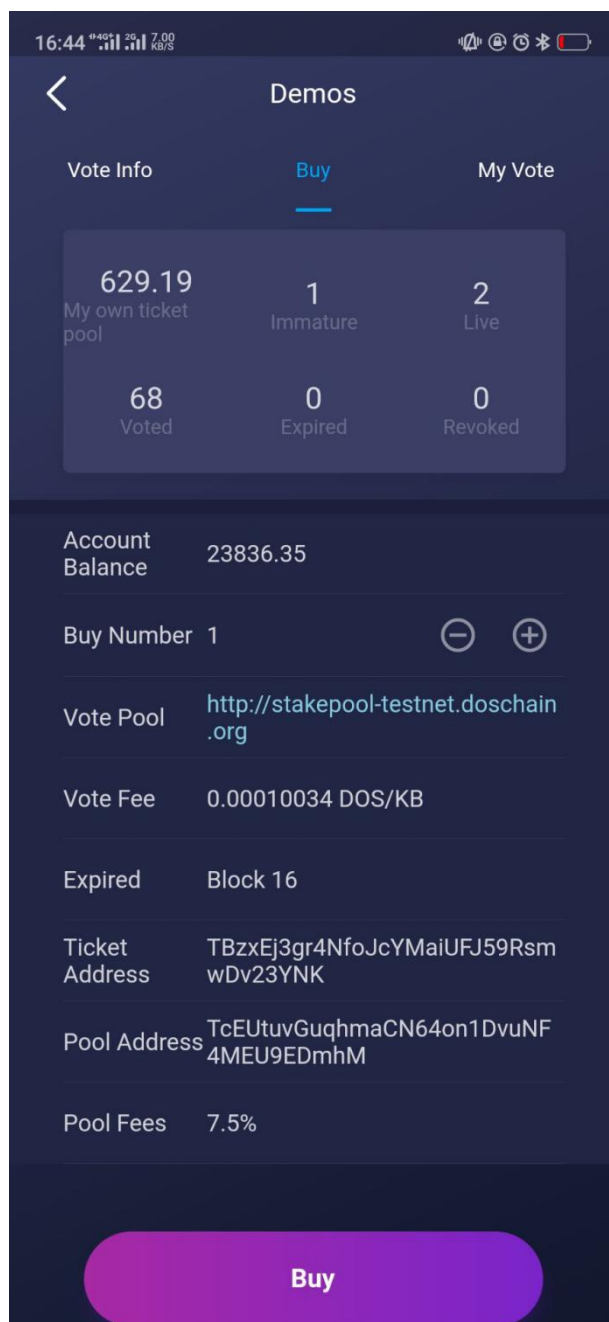 16:44 4G+ 2G 7.00 KB/S
Demos
Vote Info Buy My Vote
629.19 1 2
My own ticket pool Immature Live
68 0 0
Voted Expired Revoked
Account Balance 23836.35
Buy Number 1
Vote Pool http://stakepool-testnet.doschain
.org
Vote Fee 0.00010034 DOS/KB
Expired Block 16
Ticket Address TBzxEj3gr4NfoJcYMaiUFJ59Rsm
wDv23YNK
Pool Address TcEUtuvGuqhmaCN64on1DvuNF
4MEU9EDmhM
Pool Fees 7.5%
Buy